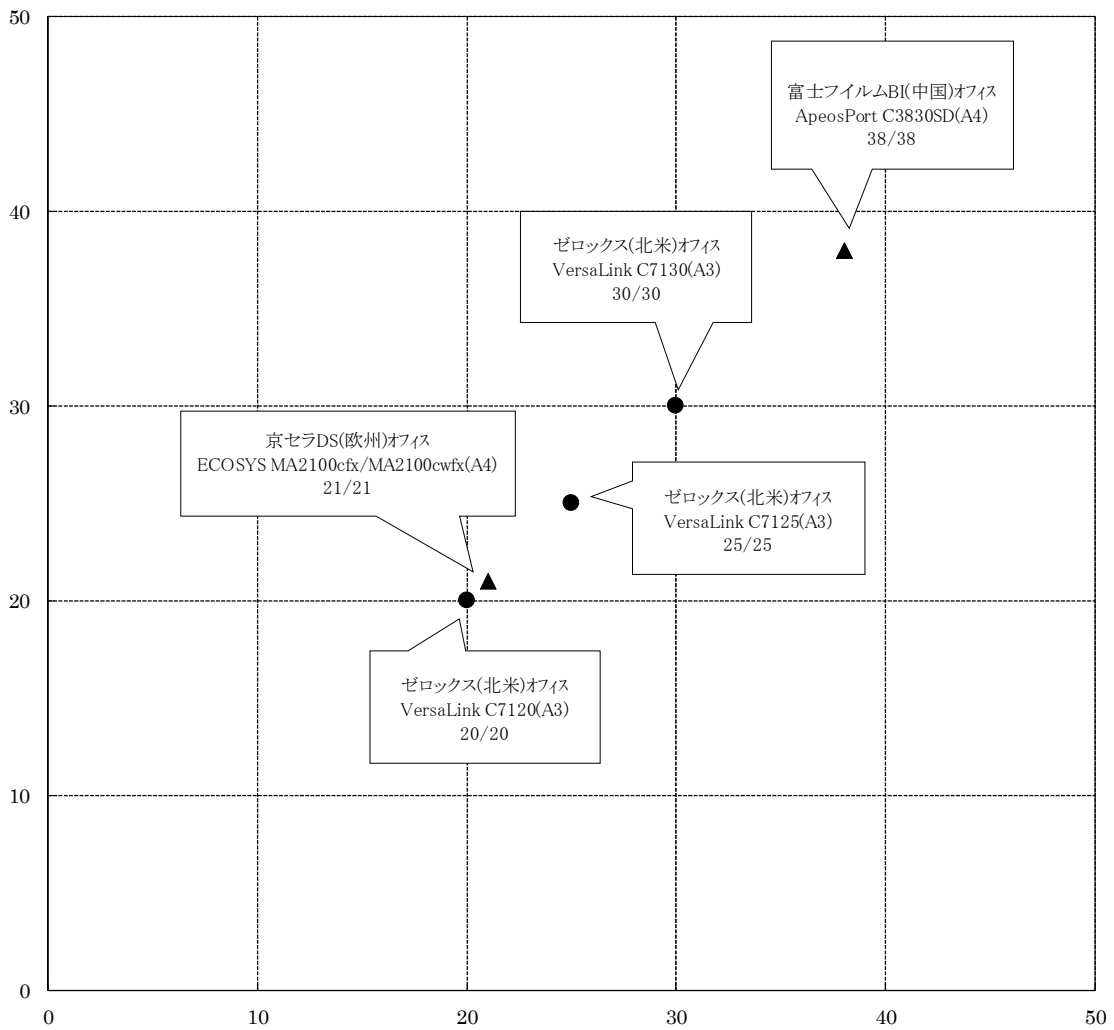 50
富士フイルムBI(中国)オフィス
ApeosPort C3830SD(A4)
38/38
40
ゼロックス(北米)オフィス
VersaLink C7130(A3)
30/30
30
京セラDS(欧州)オフィス
ECOSYS MA2100cfx/MA2100cwfx(A4)
21/21
ゼロックス(北米)オフィス
VersaLink C7125(A3)
25/25
20
ゼロックス(北米)オフィス
VersaLink C7120(A3)
20/20
10
0
0 10 20 30 40 50